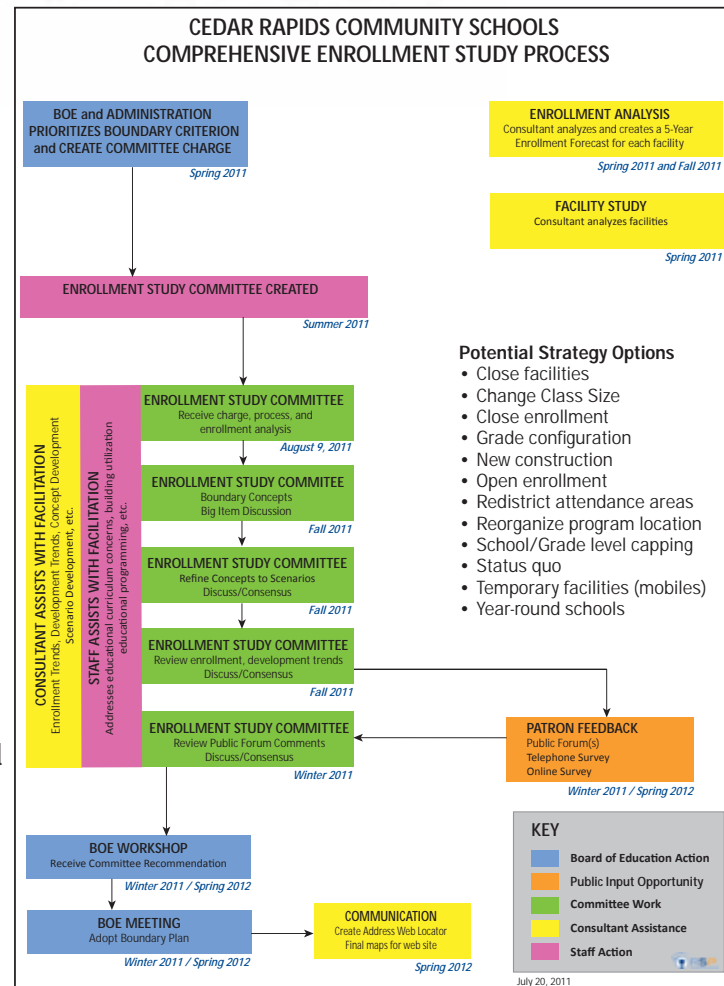 CEDAR RAPIDS COMMUNITY SCHOOLS
COMPREHENSIVE ENROLLMENT STUDY PROCESS
BOE and ADMINISTRATION
PRIORITIZES BOUNDARY CRITERION
and CREATE COMMITTEE CHARGE
Spring 2011
ENROLLMENT ANALYSIS
Consultant analyzes and creates a 5-Year
Enrollment Forecast for each facility
Spring 2011 and Fall 2011
FACILITY STUDY
Consultant analyzes facilities
Spring 2011
ENROLLMENT STUDY COMMITTEE CREATED
Summer 2011
Potential Strategy Options
• Close facilities
• Change Class Size
• Close enrollment
• Grade configuration
• New construction
• Open enrollment
• Redistrict attendance areas
• Reorganize program location
• School/Grade level capping
• Status quo
• Temporary facilities (mobiles)
• Year-round schools
CONSULTANT ASSISTS WITH FACILITATION
Enrollment Trends, Development Trends, Concept Development
Scenario Development, etc.
STAFF ASSISTS WITH FACILITATION
Addresses educational curriculum concerns, building utilization
educational programming, etc.
ENROLLMENT STUDY COMMITTEE
Receive charge, process, and
enrollment analysis
August 9, 2011
ENROLLMENT STUDY COMMITEE
Boundary Concepts
Big Item Discussion
Fall 2011
ENROLLMENT STUDY COMMITTEE
Refine Concepts to Scenarios
Discuss/Consensus
Fall 2011
ENROLLMENT STUDY COMMITTEE
Review enrollment, development trends
Discuss/Consensus
Fall 2011
ENROLLMENT STUDY COMMITTEE
Review Public Forum Comments
Discuss/Consensus
Winter 2011
PATRON FEEDBACK
Public Forum(s)
Telephone Survey
Online Survey
Winter 2011 / Spring 2012
BOE WORKSHOP
Receive Committee Recommendation
Winter 2011 / Spring 2012
BOE MEETING
Adopt Boundary Plan
Winter 2011 / Spring 2012
COMMUNICATION
Create Address Web Locator
Final maps for web site
Spring 2012
KEY
Board of Education Action
Public Input Opportunity
Committee Work
Consultant Assistance
Staff Action
RSP
July 20, 2011